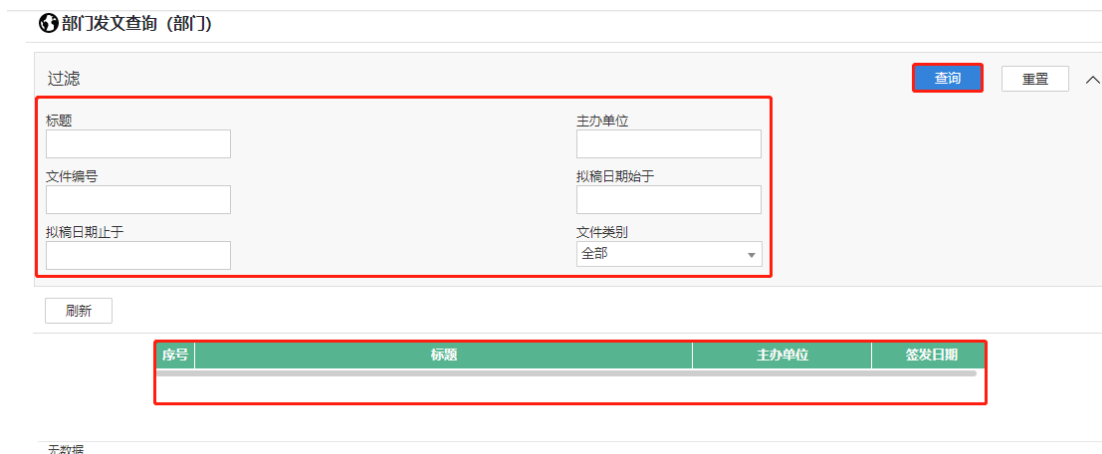 部门发文查询（部门）
过滤 查询 重置
标题 主办单位
文件编号 拟稿日期始于
拟稿日期止于 文件类别
全部
刷新
序号 标题 主办单位 签发日期
无数据